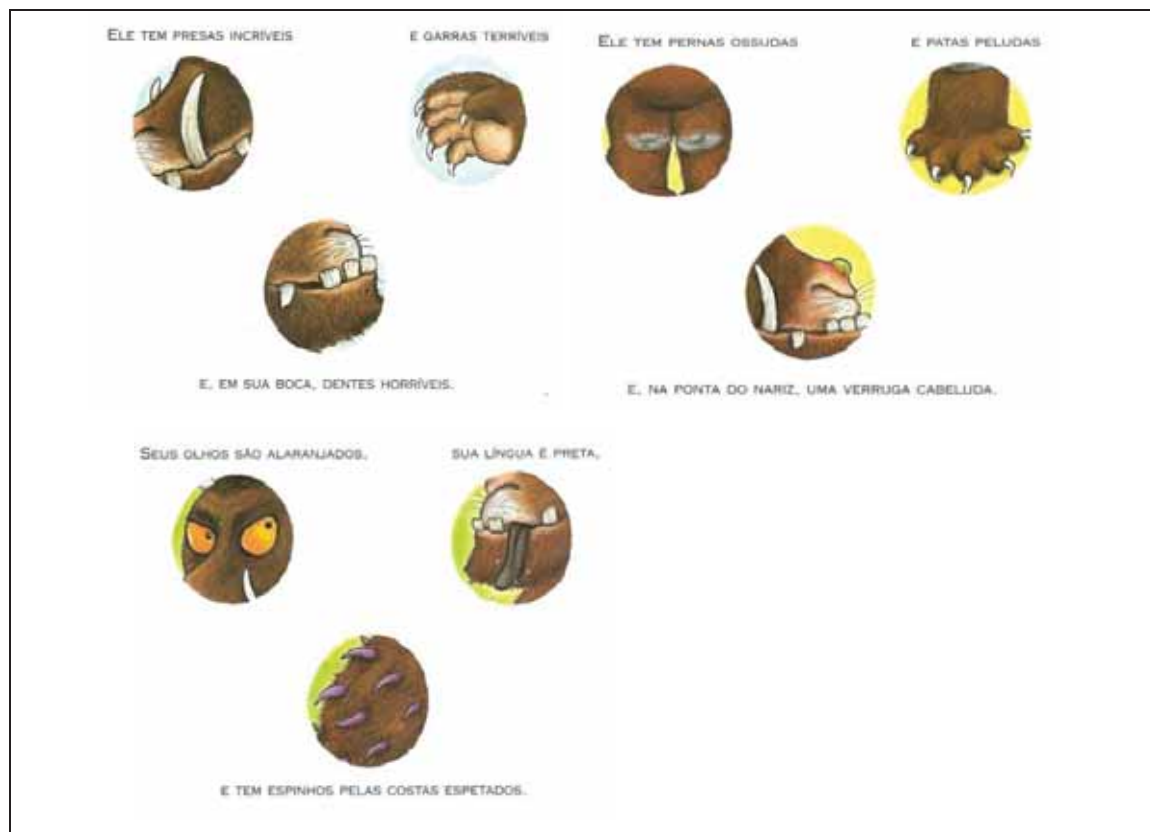 Ele tem presas incríveis
e garras terríveis
e, em sua boca, dentes horríveis.
Ele tem pernas ossudas
e patas peludas
e, na ponta do nariz, uma verruga cabeluda.
Seus olhos são alaranjados,
sua língua é preta,
e tem espinhos pelas costas espetados.